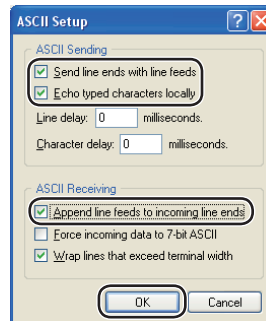 ASCII Setup
ASCII Sending
Send line ends with line feeds
Echo typed characters locally
Line delay: 0 milliseconds.
Character delay: 0 milliseconds.
ASCII Receiving
Append line feeds to incoming line ends
Force incoming data to 7-bit ASCII
Wrap lines that exceed terminal width
OK Cancel